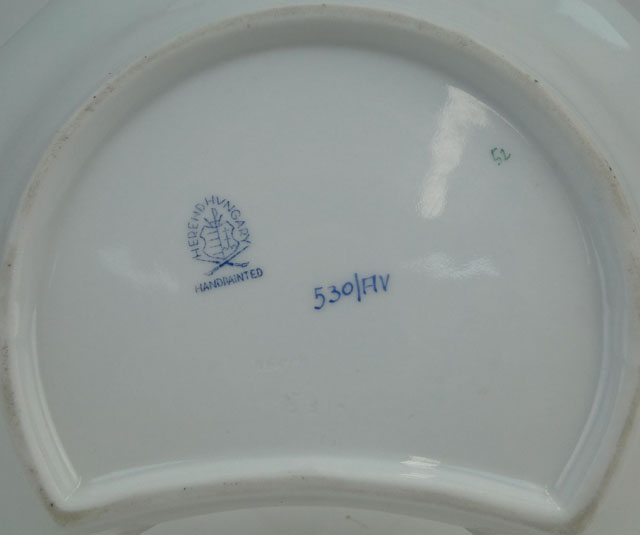 HEREND HUNGARY
HANDPAINTED
530/AV
52